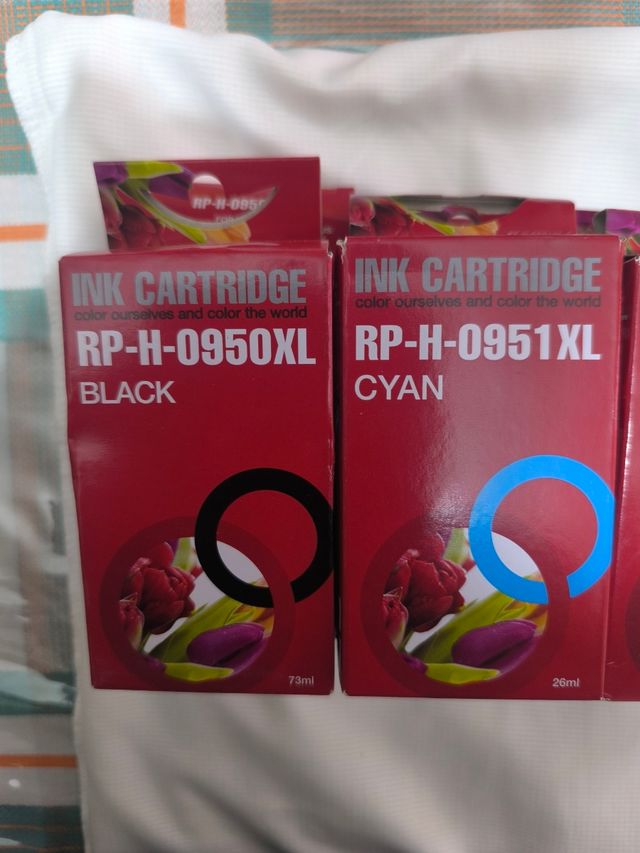 RP-H-095
INK CARTRIDGE
color ourselves and color the world
RP-H-0950XL
BLACK
73ml
INK CARTRIDGE
color ourselves and color the world
RP-H-0951XL
CYAN
26ml